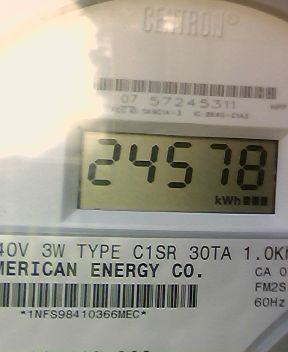 CENTRON®
07 57245311
24578
kWh
40V 3W TYPE C1SR 30TA 1.0K
MERICAN ENERGY CO.
CA 0
FM2S
60Hz
*1NFS98410366MEC*